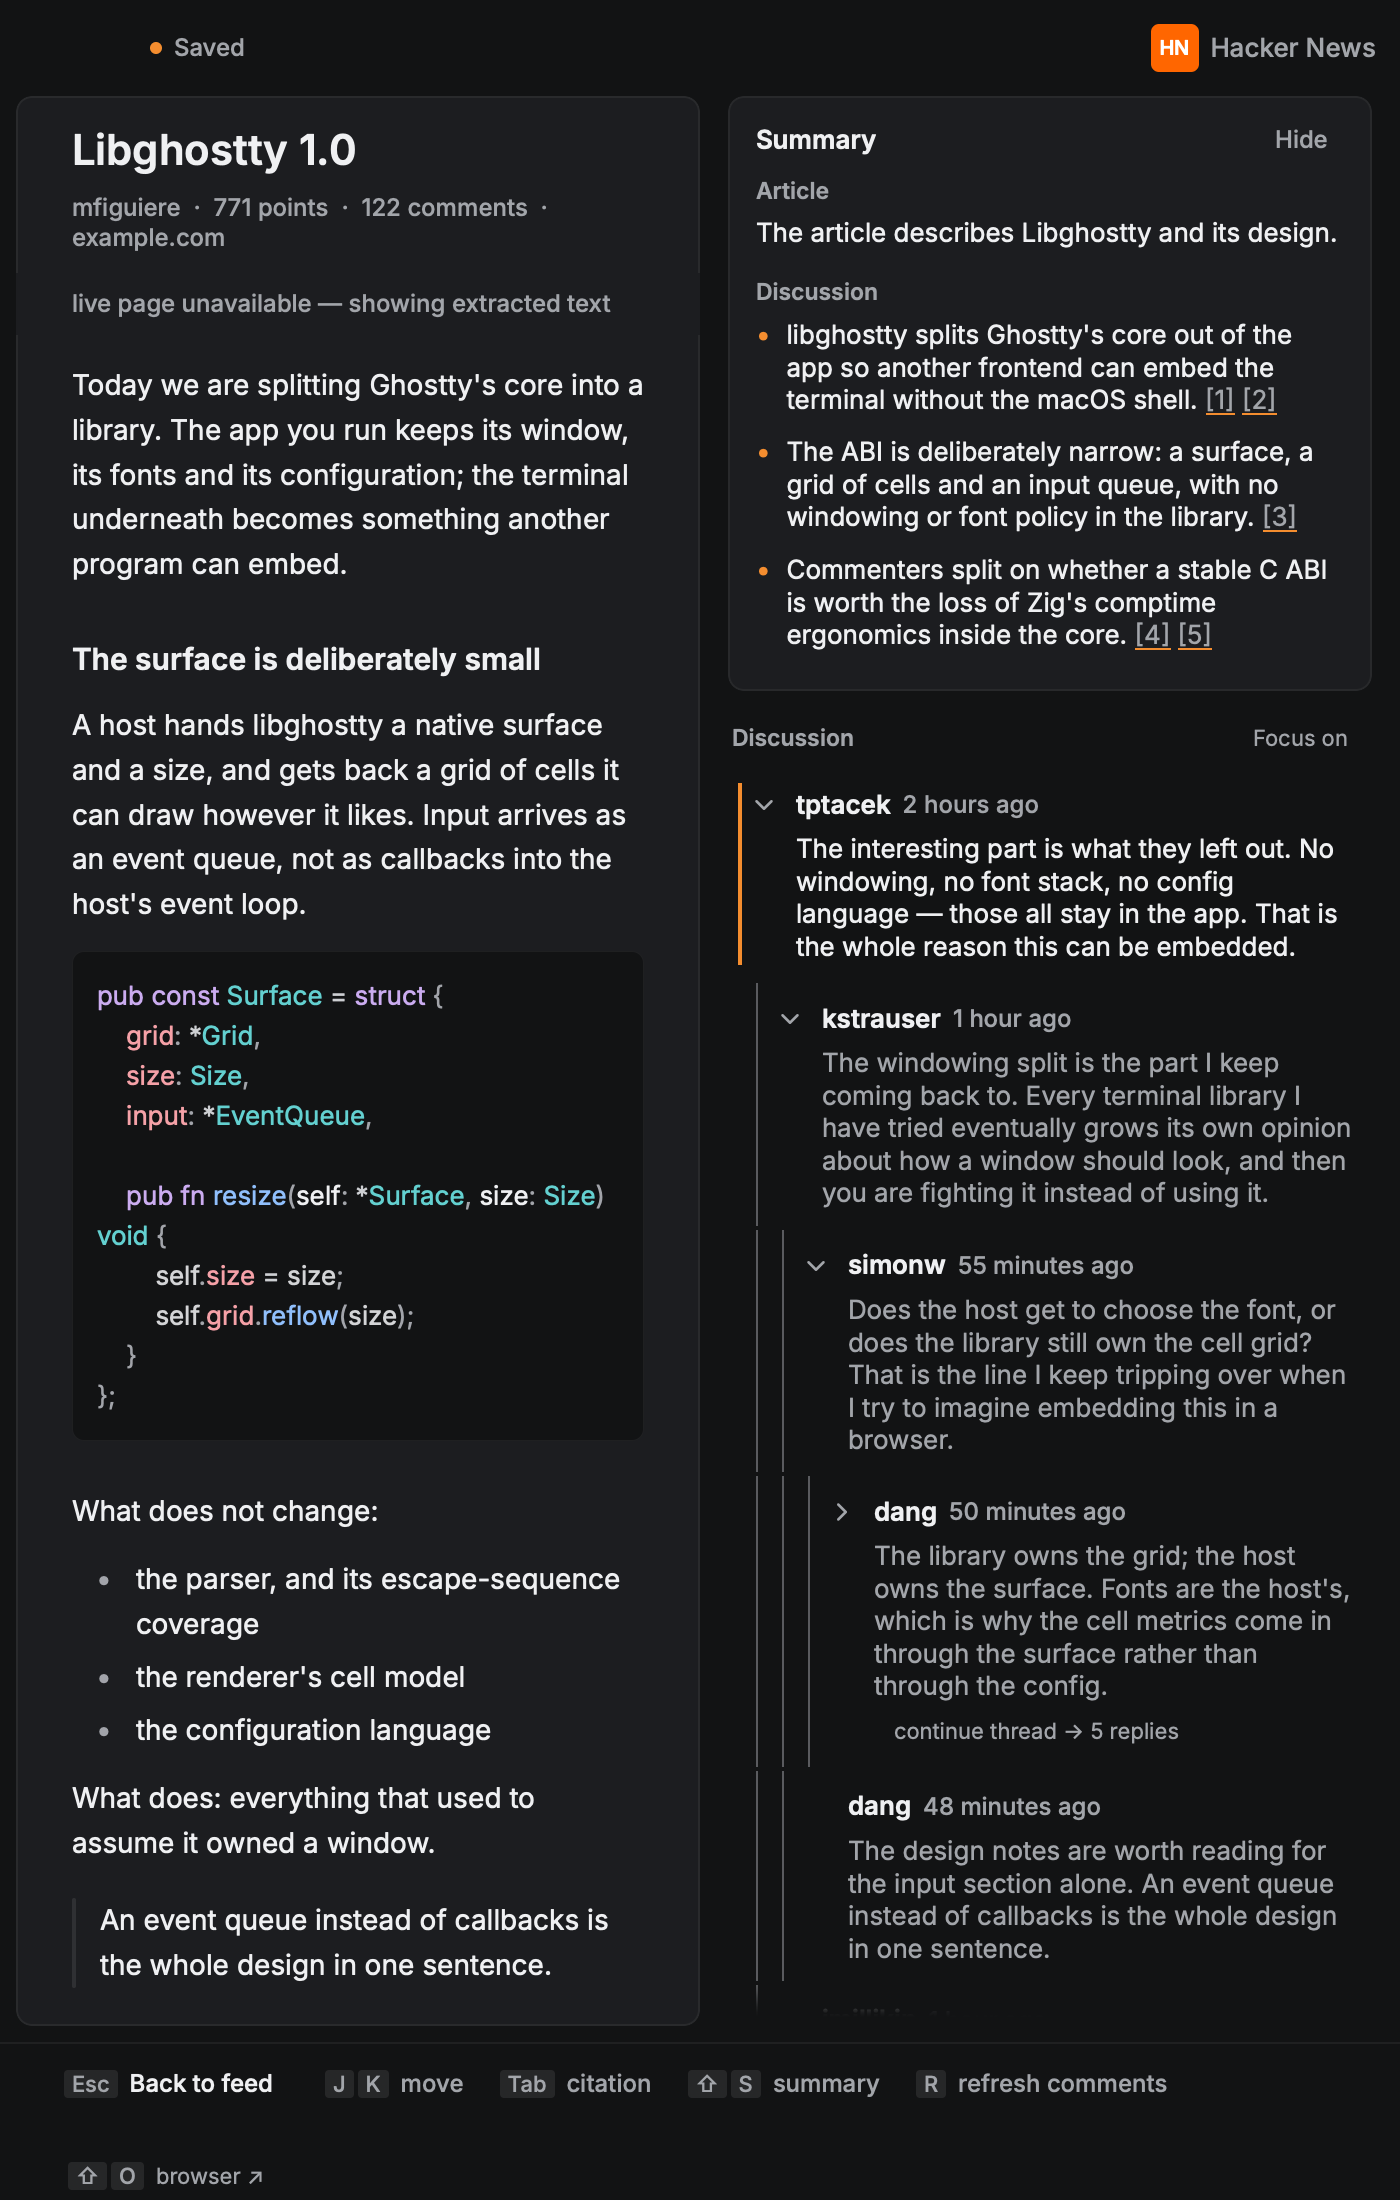 Saved
HN Hacker News
Libghostty 1.0
mfiguiere · 771 points · 122 comments ·
example.com
live page unavailable — showing extracted text
Today we are splitting Ghostty's core into a
library. The app you run keeps its window,
its fonts and its configuration; the terminal
underneath becomes something another
program can embed.
The surface is deliberately small
A host hands libghostty a native surface
and a size, and gets back a grid of cells it
can draw however it likes. Input arrives as
an event queue, not as callbacks into the
host's event loop.
pub const Surface = struct {
    grid: *Grid,
    size: Size,
    input: *EventQueue,
    pub fn resize(self: *Surface, size: Size)
void {
        self.size = size;
        self.grid.reflow(size);
    }
};
What does not change:
• the parser, and its escape-sequence
coverage
• the renderer's cell model
• the configuration language
What does: everything that used to
assume it owned a window.
An event queue instead of callbacks is
the whole design in one sentence.
Summary
Hide
Article
The article describes Libghostty and its design.
Discussion
• libghostty splits Ghostty's core out of the
app so another frontend can embed the
terminal without the macOS shell. [1] [2]
• The ABI is deliberately narrow: a surface, a
grid of cells and an input queue, with no
windowing or font policy in the library. [3]
• Commenters split on whether a stable C ABI
is worth the loss of Zig's comptime
ergonomics inside the core. [4] [5]
Discussion
Focus on
tptacek 2 hours ago
The interesting part is what they left out. No
windowing, no font stack, no config
language — those all stay in the app. That is
the whole reason this can be embedded.
kstrauser 1 hour ago
The windowing split is the part I keep
coming back to. Every terminal library I
have tried eventually grows its own opinion
about how a window should look, and then
you are fighting it instead of using it.
simonw 55 minutes ago
Does the host get to choose the font, or
does the library still own the cell grid?
That is the line I keep tripping over when
I try to imagine embedding this in a
browser.
dang 50 minutes ago
The library owns the grid; the host
owns the surface. Fonts are the host's,
which is why the cell metrics come in
through the surface rather than
through the config.
continue thread → 5 replies
dang 48 minutes ago
The design notes are worth reading for
the input section alone. An event queue
instead of callbacks is the whole design
in one sentence.
Esc Back to feed J K move Tab citation ⇧ S summary R refresh comments
⇧ O browser ↗